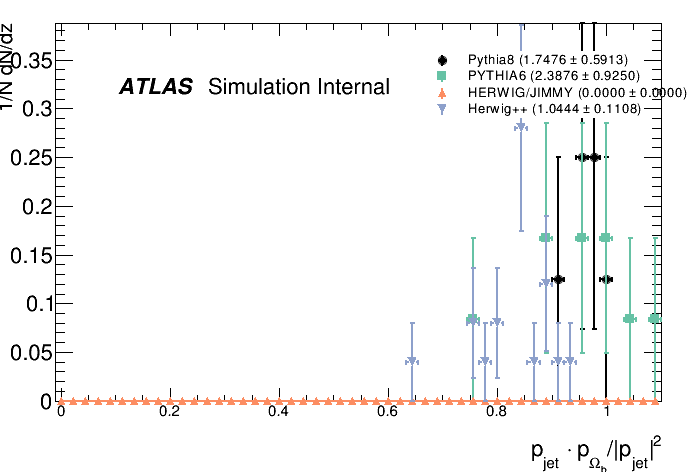 1/N dN/dz
ATLAS Simulation Internal
Pythia8 (1.7476 ± 0.5913)
PYTHIA6 (2.3876 ± 0.9250)
HERWIG/JIMMY (0.0000 ± 0.0000)
Herwig++ (1.0444 ± 0.1108)
0.35
0.3
0.25
0.2
0.15
0.1
0.05
0
0 0.2 0.4 0.6 0.8 1
p_jet · p_Ω_b/|p_jet|²